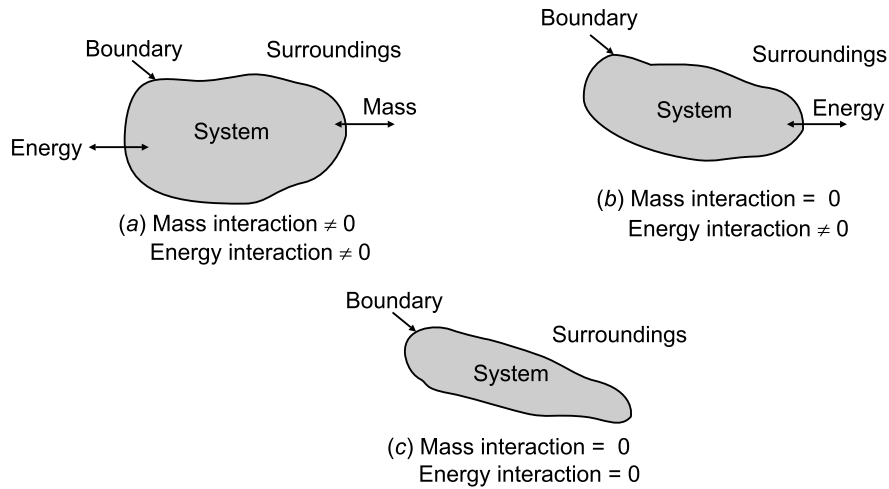 Boundary
Surroundings
Mass
System
Energy
(a) Mass interaction ≠ 0
Energy interaction ≠ 0
Boundary
Surroundings
System
Energy
(b) Mass interaction = 0
Energy interaction ≠ 0
Boundary
Surroundings
System
(c) Mass interaction = 0
Energy interaction = 0